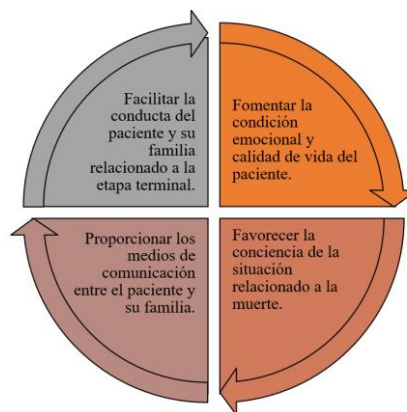 Facilitar la
conducta del
paciente y su
familia
relacionado a la
etapa terminal.
Fomentar la
condición
emocional y
calidad de vida del
paciente.
Proporcionar los
medios de
comunicación
entre el paciente y
su familia.
Favorecer la
conciencia de la
situación
relacionado a la
muerte.